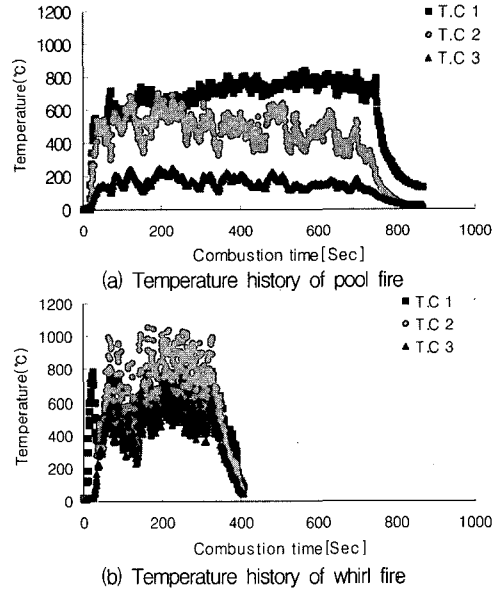 T.C 1
T.C 2
T.C 3
1200
1000
800
600
400
200
0
Temperature(℃)
0 200 400 600 800 1000
Combustion time[Sec]
(a) Temperature history of pool fire
T.C 1
T.C 2
T.C 3
1200
1000
800
600
400
200
0
Temperature(℃)
0 200 400 600 800 1000
Combustion time[Sec]
(b) Temperature history of whirl fire